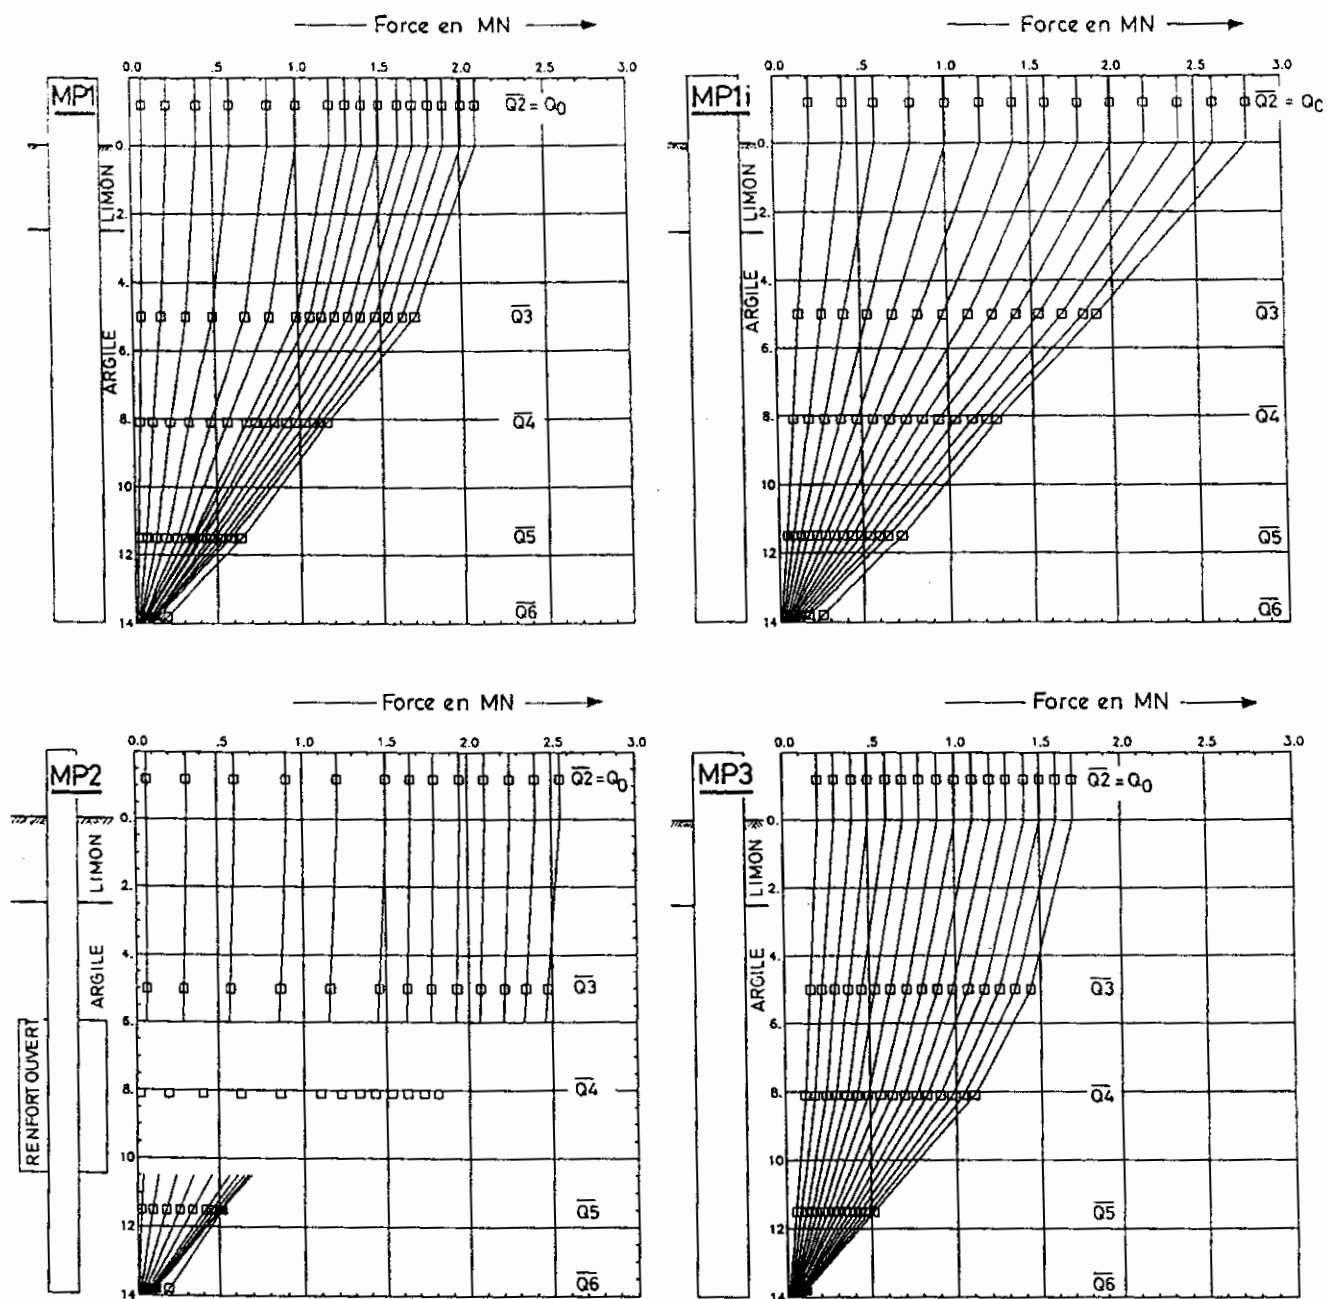 Force en MN
0.0 .5 1.0 1.5 2.0 2.5 3.0
MP1
Q2 = Q0
0.
LIMON
2.
4.
Q3
ARGILE
6.
8.
Q4
10
Q5
12
Q6
14
Force en MN
0.0 .5 1.0 1.5 2.0 2.5 3.0
MP1i
Q2 = QC
0.
LIMON
2.
4.
Q3
ARGILE
6.
8.
Q4
10
Q5
12
Q6
14
Force en MN
0.0 .5 1.0 1.5 2.0 2.5 3.0
MP2
Q2 = Q0
0.
LIMON
2.
4.
ARGILE
Q3
6.
RENFORT OUVERT
8.
Q4
10
Q5
12
Q6
14
Force en MN
0.0 .5 1.0 1.5 2.0 2.5 3.0
MP3
Q2 = Q0
0.
LIMON
2.
4.
ARGILE
Q3
6.
8.
Q4
10
Q5
12
Q6
14